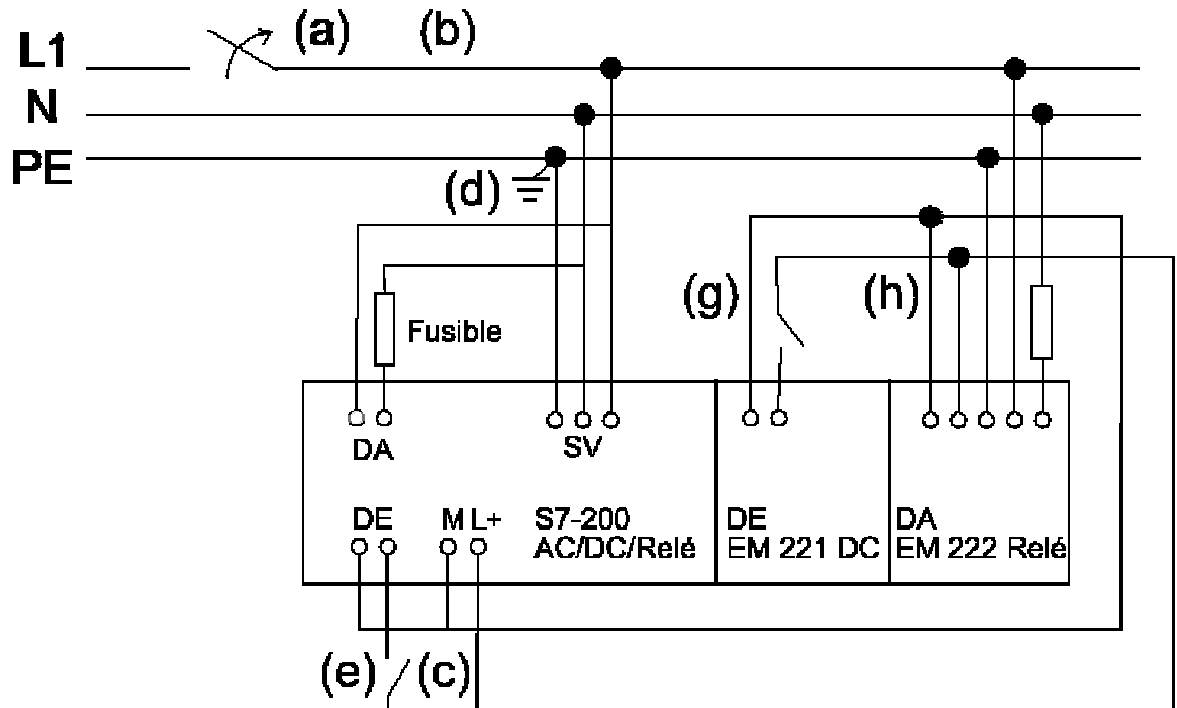 (a) (b)
L1
N
PE
(d)
(g) (h)
Fusible
DA SV
DE M L+ S7-200 DE DA
AC/DC/Relé EM 221 DC EM 222 Relé
(e) (c)